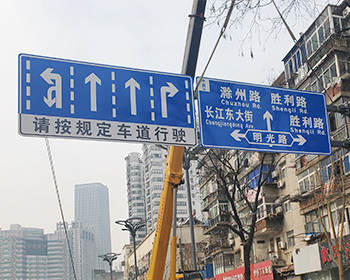 请按规定车道行驶
滁州路 胜利路
Chuzhou Rd. Shengli Rd.
长江东大街 胜利路
Changjiangdong Ave Shengli Rd.
明光路